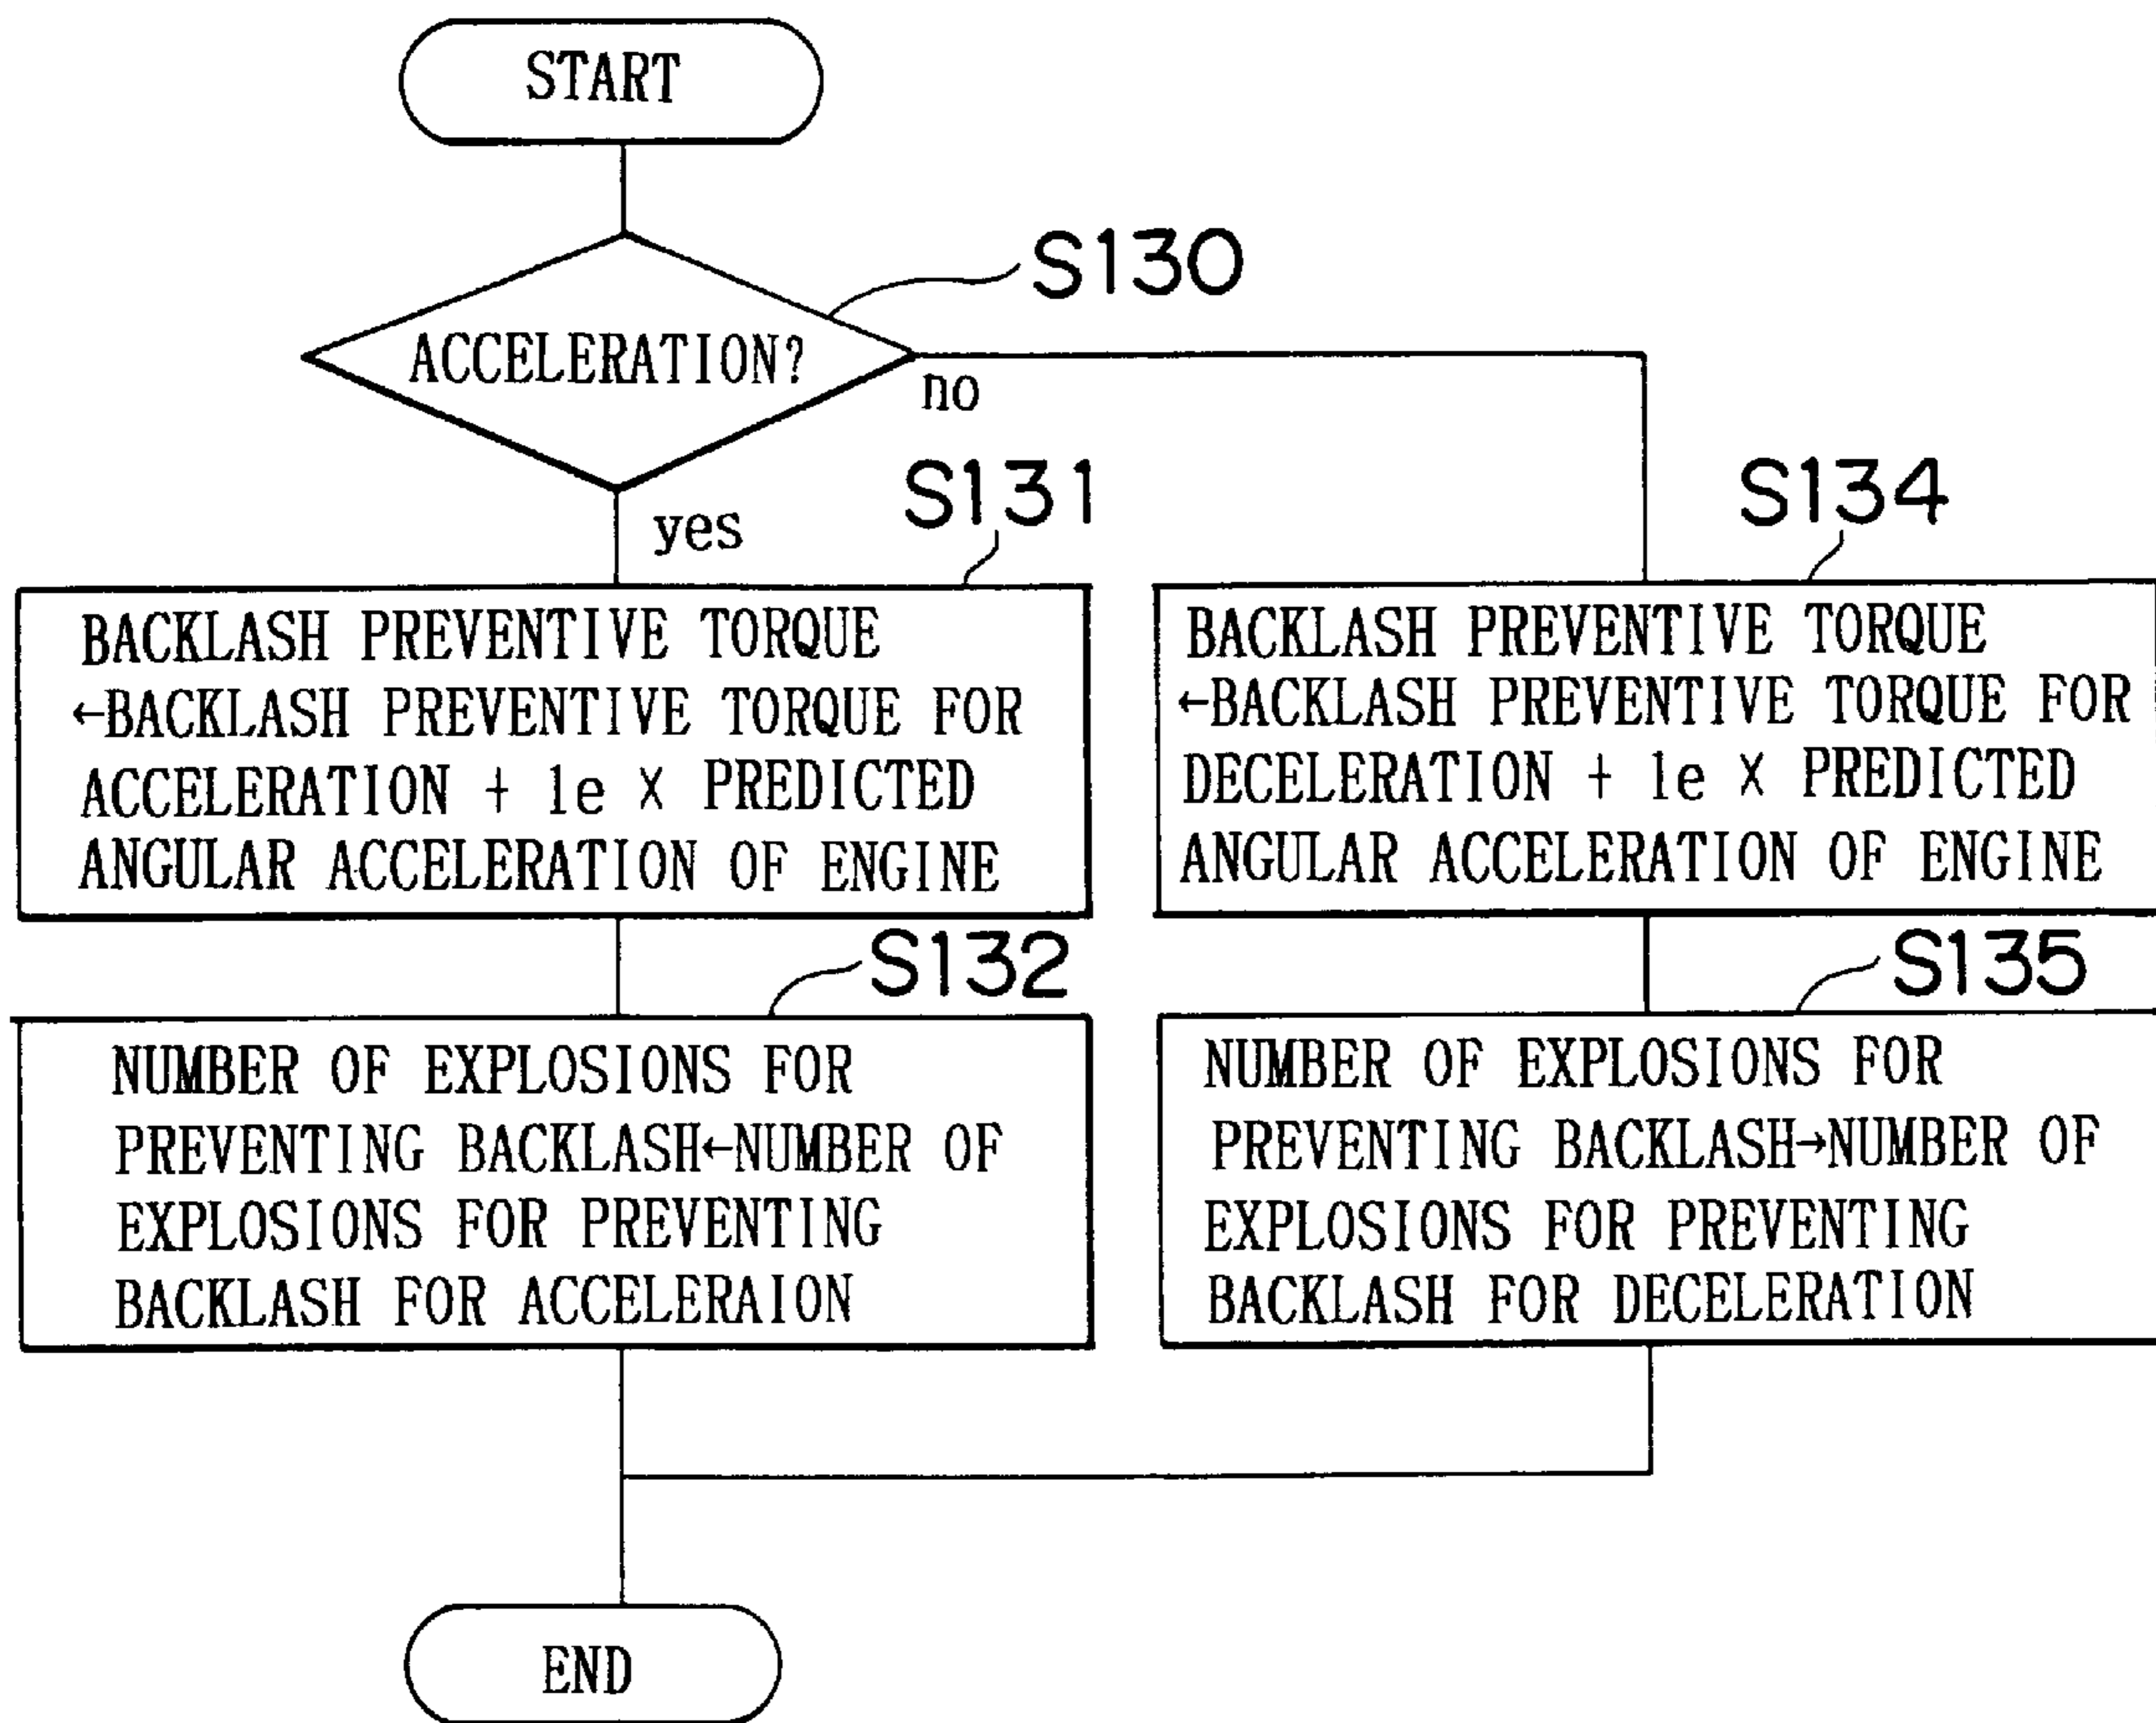 START
S130
ACCELERATION?
no
yes
S131
BACKLASH PREVENTIVE TORQUE
←BACKLASH PREVENTIVE TORQUE FOR
ACCELERATION + 1e × PREDICTED
ANGULAR ACCELERATION OF ENGINE
S134
BACKLASH PREVENTIVE TORQUE
←BACKLASH PREVENTIVE TORQUE FOR
DECELERATION + 1e × PREDICTED
ANGULAR ACCELERATION OF ENGINE
S132
NUMBER OF EXPLOSIONS FOR
PREVENTING BACKLASH←NUMBER OF
EXPLOSIONS FOR PREVENTING
BACKLASH FOR ACCELERAION
S135
NUMBER OF EXPLOSIONS FOR
PREVENTING BACKLASH→NUMBER OF
EXPLOSIONS FOR PREVENTING
BACKLASH FOR DECELERATION
END